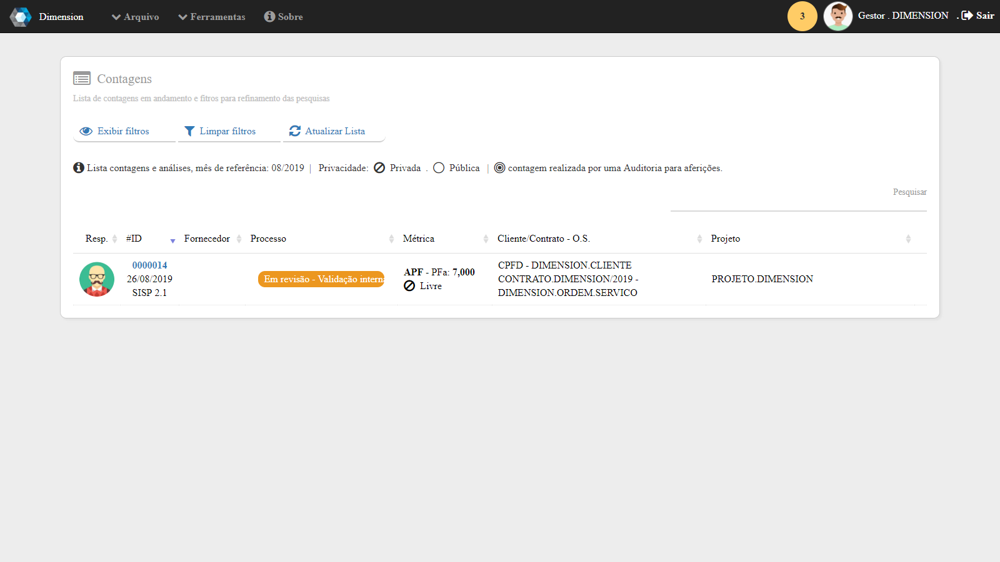 Dimension Arquivo Ferramentas Sobre 3 Gestor . DIMENSION . Sair
Contagens
Lista de contagens em andamento e fitros para refinamento das pesquisas
Exibir filtros Limpar filtros Atualizar Lista
Lista contagens e análises, mês de referência: 08/2019 | Privacidade: Privada . Pública | contagem realizada por uma Auditoria para aferições.
Pesquisar
Resp. #ID Fornecedor Processo Métrica Cliente/Contrato - O.S. Projeto
0000014
26/08/2019
SISP 2.1
Em revisão - Validação interna
APF - PFa: 7,000
Livre
CPFD - DIMENSION.CLIENTE
CONTRATO.DIMENSION/2019 -
DIMENSION.ORDEM.SERVICO
PROJETO.DIMENSION